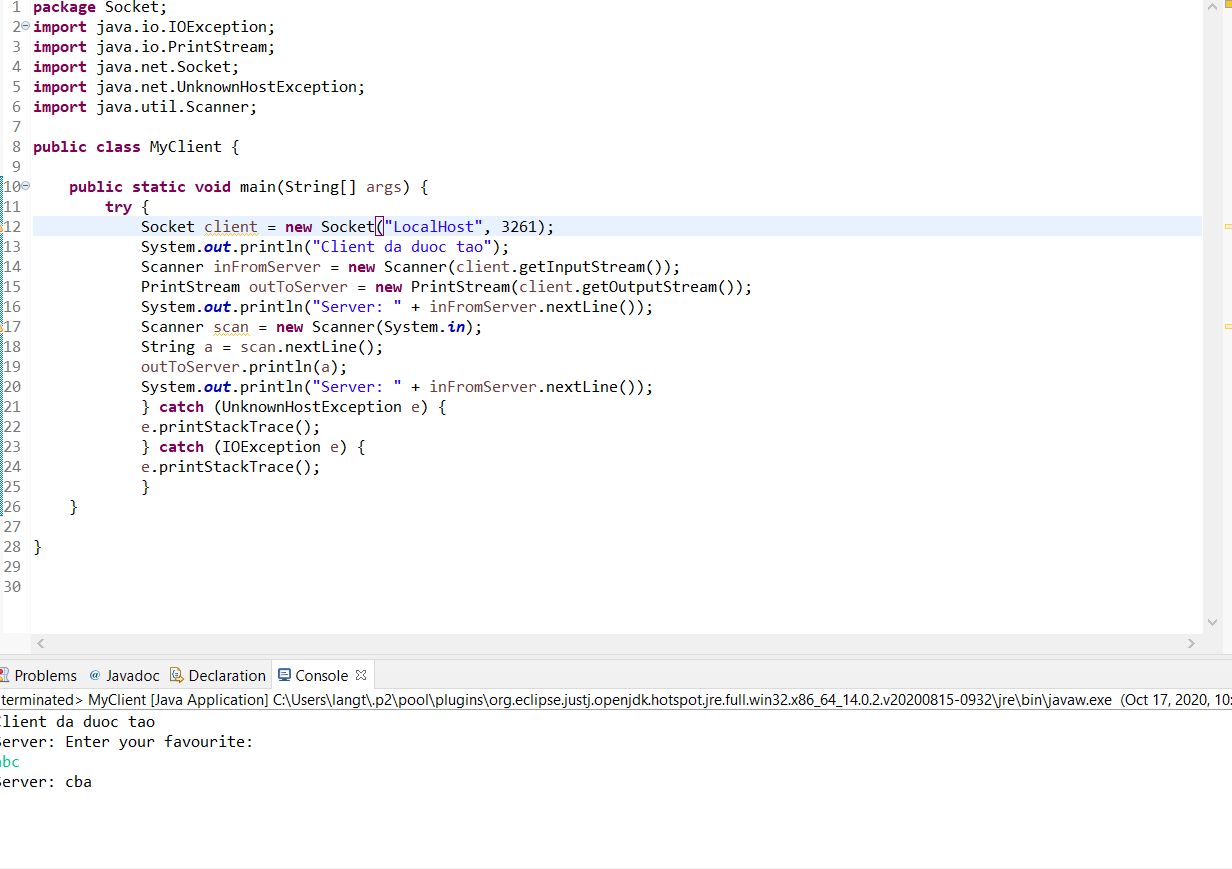 1 package Socket;
2 import java.io.IOException;
3 import java.io.PrintStream;
4 import java.net.Socket;
5 import java.net.UnknownHostException;
6 import java.util.Scanner;
7
8 public class MyClient {
9
10 public static void main(String[] args) {
11 try {
12 Socket client = new Socket("LocalHost", 3261);
13 System.out.println("Client da duoc tao");
14 Scanner inFromServer = new Scanner(client.getInputStream());
15 PrintStream outToServer = new PrintStream(client.getOutputStream());
16 System.out.println("Server: " + inFromServer.nextLine());
17 Scanner scan = new Scanner(System.in);
18 String a = scan.nextLine();
19 outToServer.println(a);
20 System.out.println("Server: " + inFromServer.nextLine());
21 } catch (UnknownHostException e) {
22 e.printStackTrace();
23 } catch (IOException e) {
24 e.printStackTrace();
25 }
26 }
27
28 }
29
30
Problems @ Javadoc Declaration Console
terminated> MyClient [Java Application] C:\Users\langt\.p2\pool\plugins\org.eclipse.justj.openjdk.hotspot.jre.full.win32.x86_64_14.0.2.v20200815-0932\jre\bin\javaw.exe (Oct 17, 2020, 10:
Client da duoc tao
Server: Enter your favourite:
abc
Server: cba